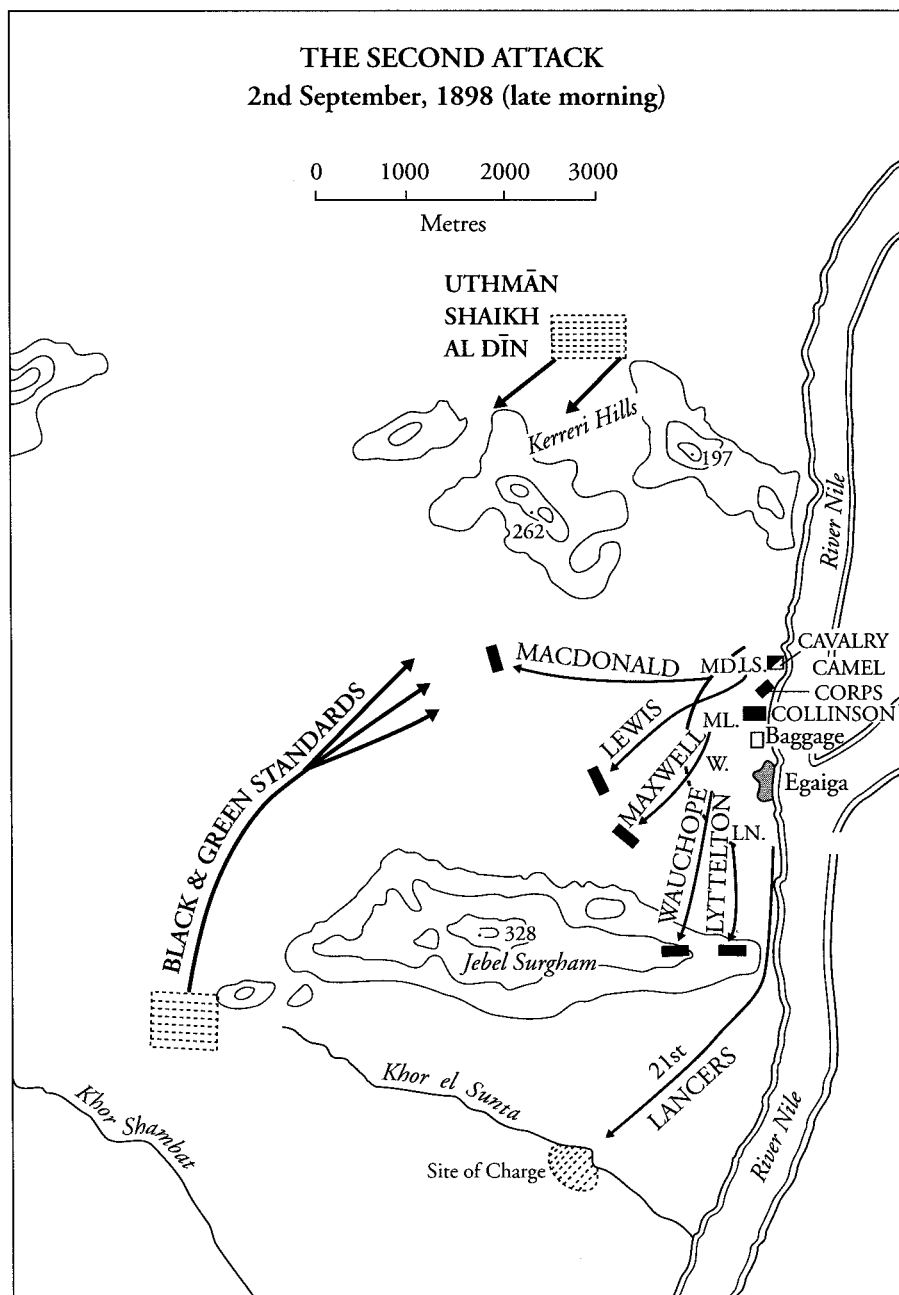 THE SECOND ATTACK
2nd September, 1898 (late morning)
0 1000 2000 3000
Metres
UTHMĀN
SHAIKH
AL DĪN
Kerreri Hills
197
262
River Nile
CAVALRY
CAMEL
CORPS
COLLINSON
Baggage
Egaiga
MACDONALD
MD.
LS.
LEWIS
ML.
MAXWELL
W.
WAUCHOPE
LYTTELTON
LN.
BLACK & GREEN STANDARDS
328
Jebel Surgham
21st
LANCERS
Khor el Sunta
Khor Shambat
Site of Charge
River Nile